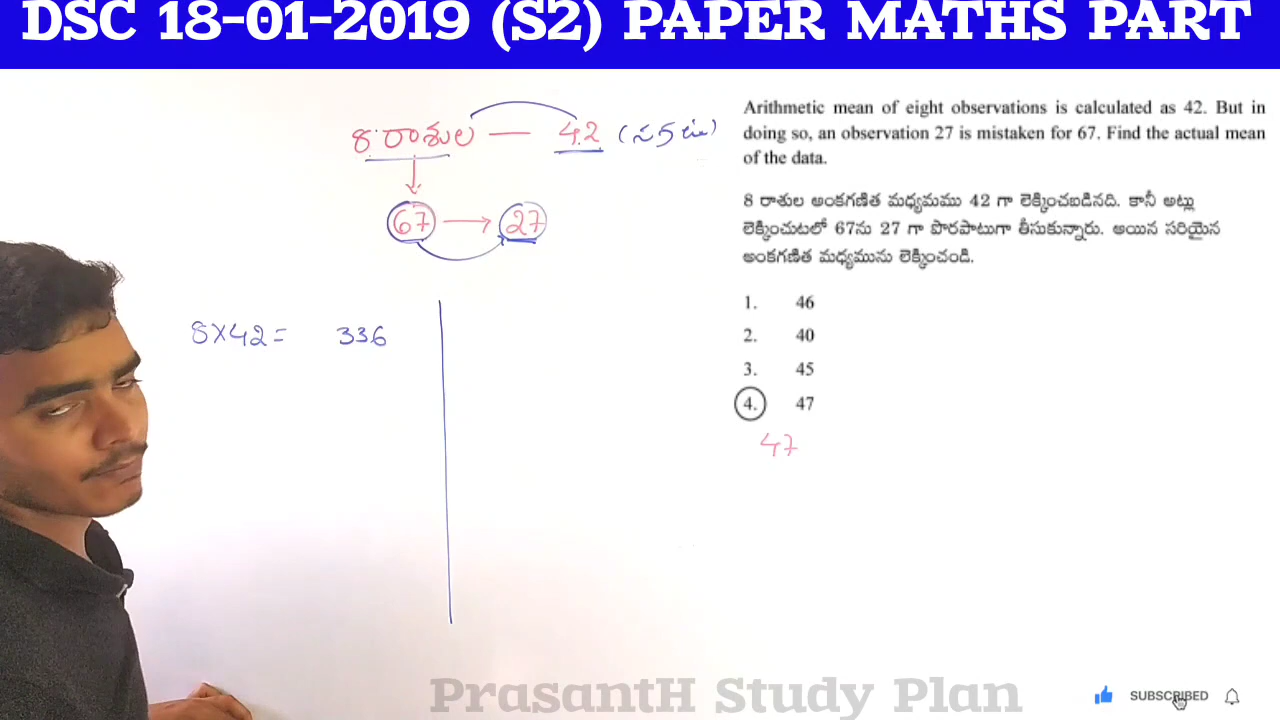 DSC 18-01-2019 (S2) PAPER MATHS PART
8 రాశుల — 42
67 → 27
8×42= 336
Arithmetic mean of eight observations is calculated as 42. But in
doing so, an observation 27 is mistaken for 67. Find the actual mean
of the data.
8 రాశుల అంకగణిత మధ్యమము 42 గా లెక్కించబడినది. కానీ అట్లు
లెక్కించుటలో 67ను 27 గా పొరపాటుగా తీసుకున్నారు. అయిన సరియైన
అంకగణిత మధ్యమును లెక్కించండి.
1. 46
2. 40
3. 45
4. 47
47
PrasantH Study Plan
SUBSCRIBED